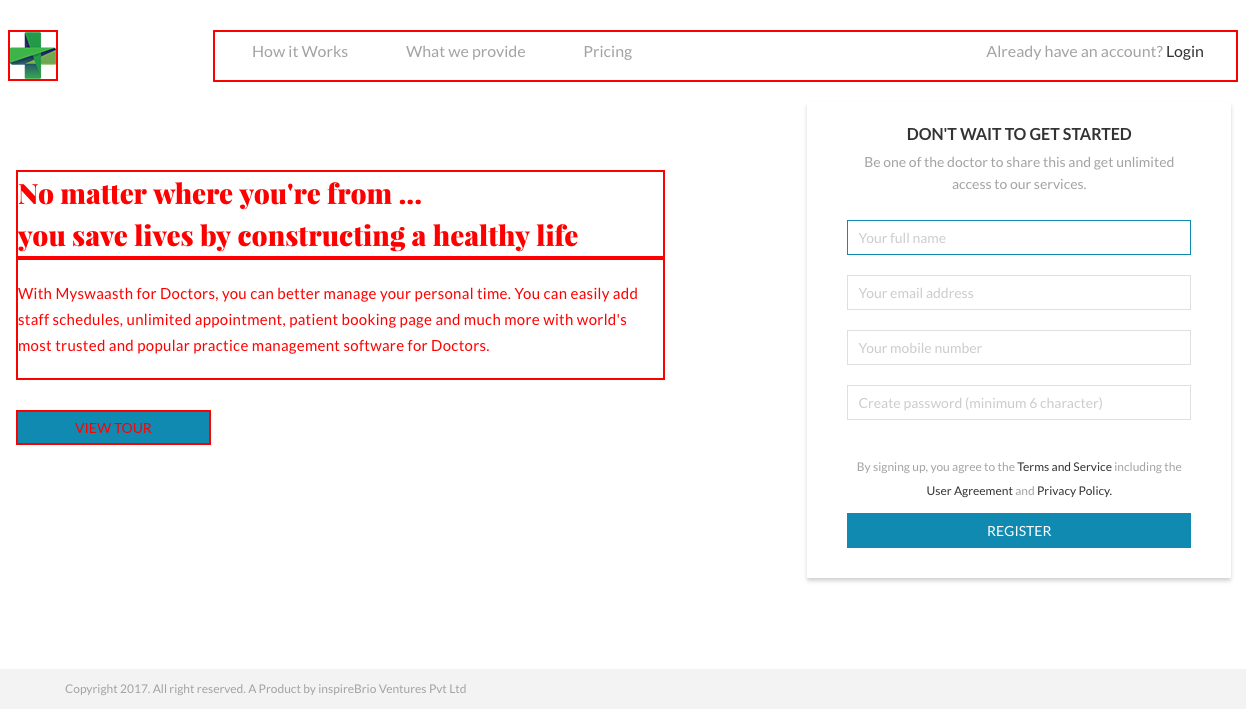 How it Works
What we provide
Pricing
Already have an account? Login
No matter where you're from ...
you save lives by constructing a healthy life
With Myswaasth for Doctors, you can better manage your personal time. You can easily add
staff schedules, unlimited appointment, patient booking page and much more with world's
most trusted and popular practice management software for Doctors.
VIEW TOUR
DON'T WAIT TO GET STARTED
Be one of the doctor to share this and get unlimited
access to our services.
Your full name
Your email address
Your mobile number
Create password (minimum 6 character)
By signing up, you agree to the Terms and Service including the
User Agreement and Privacy Policy.
REGISTER
Copyright 2017. All right reserved. A Product by inspireBrio Ventures Pvt Ltd